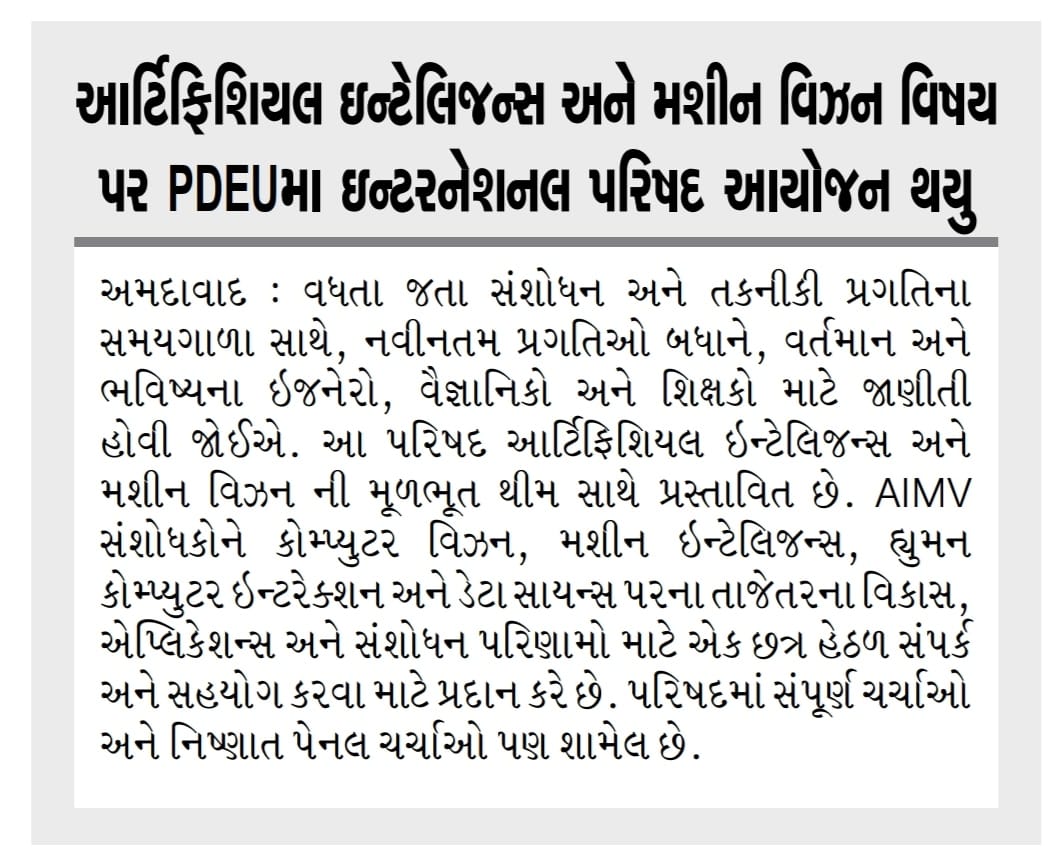 આર્ટિફિશિયલ ઇન્ટેલિજન્સ અને મશીન વિઝન વિષય
પર PDEUમા ઇન્ટરનેશનલ પરિષદ આયોજન થયુ
અમદાવાદ : વધતા જતા સંશોધન અને તકનીકી પ્રગતિના
સમયગાળા સાથે, નવીનતમ પ્રગતિઓ બધાને, વર્તમાન અને
ભવિષ્યના ઇજનેરો, વૈજ્ઞાનિકો અને શિક્ષકો માટે જાણીતી
હોવી જોઈએ. આ પરિષદ આર્ટિફિશિયલ ઇન્ટેલિજન્સ અને
મશીન વિઝન ની મૂળભૂત થીમ સાથે પ્રસ્તાવિત છે. AIMV
સંશોધકોને કોમ્પ્યુટર વિઝન, મશીન ઇન્ટેલિજન્સ, હ્યુમન
કોમ્પ્યુટર ઇન્ટરેક્શન અને ડેટા સાયન્સ પરના તાજેતરના વિકાસ,
એપ્લિકેશન્સ અને સંશોધન પરિણામો માટે એક છત્ર હેઠળ સંપર્ક
અને સહયોગ કરવા માટે પ્રદાન કરે છે. પરિષદમાં સંપૂર્ણ ચર્ચાઓ
અને નિષ્ણાત પેનલ ચર્ચાઓ પણ શામેલ છે.